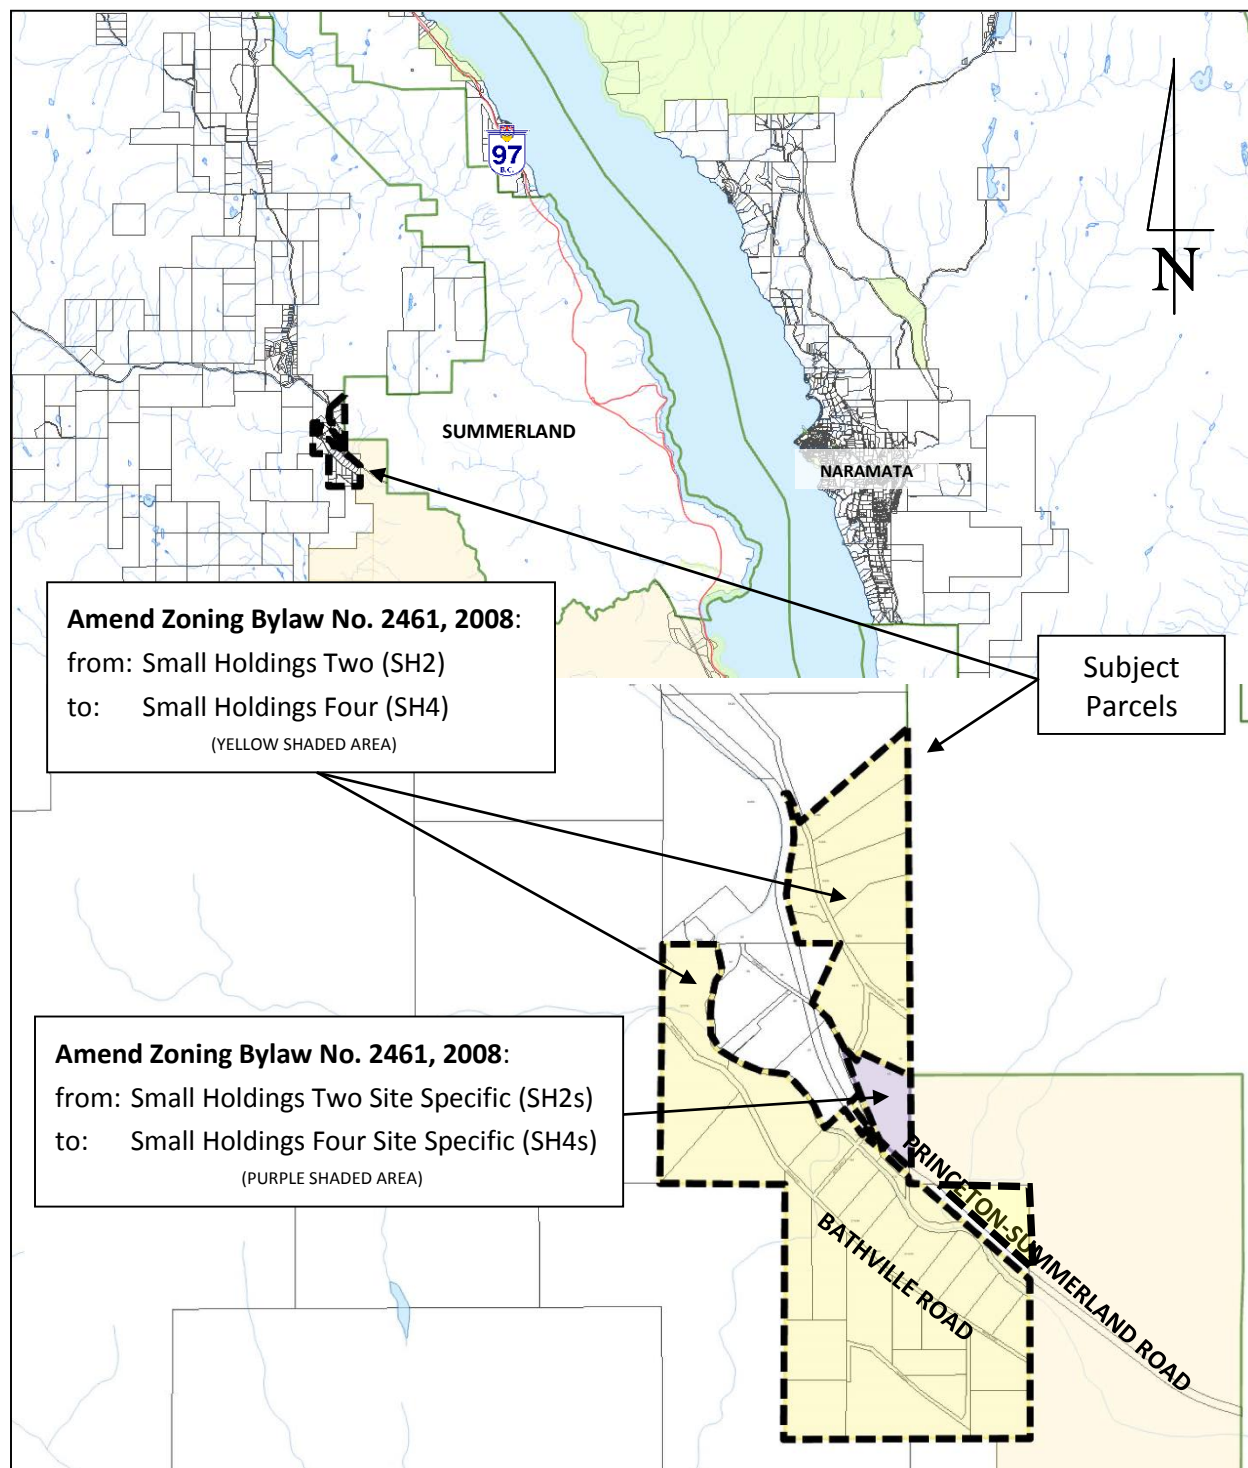 97
B.C.
N
SUMMERLAND
NARAMATA
Amend Zoning Bylaw No. 2461, 2008:
from: Small Holdings Two (SH2)
to: Small Holdings Four (SH4)
(YELLOW SHADED AREA)
Subject
Parcels
Amend Zoning Bylaw No. 2461, 2008:
from: Small Holdings Two Site Specific (SH2s)
to: Small Holdings Four Site Specific (SH4s)
(PURPLE SHADED AREA)
PRINCETON-SUMMERLAND ROAD
BATHVILLE ROAD